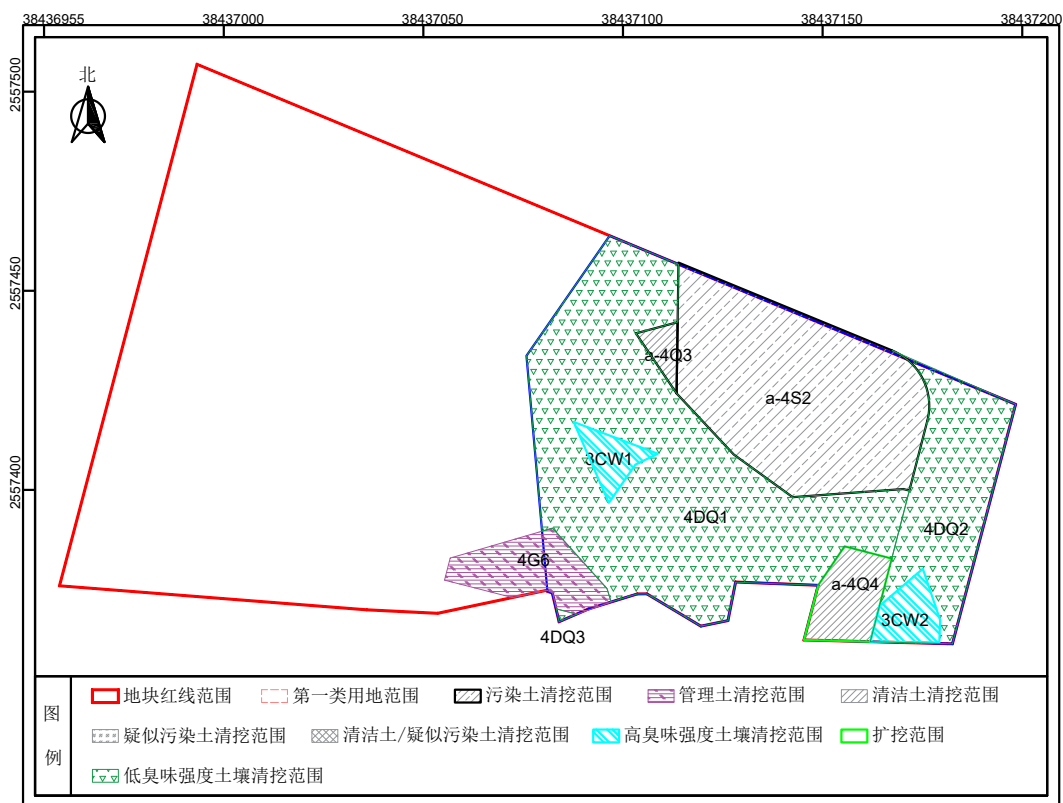 38436955 38437000 38437050 38437100 38437150 38437200
2557500
北
2557450
a-4Q3
a-4S2
3CW1
2557400
4DQ1
4DQ2
4G6
a-4Q4
3CW2
4DQ3
图例
地块红线范围 第一类用地范围 污染土清挖范围 管理土清挖范围 清洁土清挖范围
疑似污染土清挖范围 清洁土/疑似污染土清挖范围 高臭味强度土壤清挖范围 扩挖范围
低臭味强度土壤清挖范围